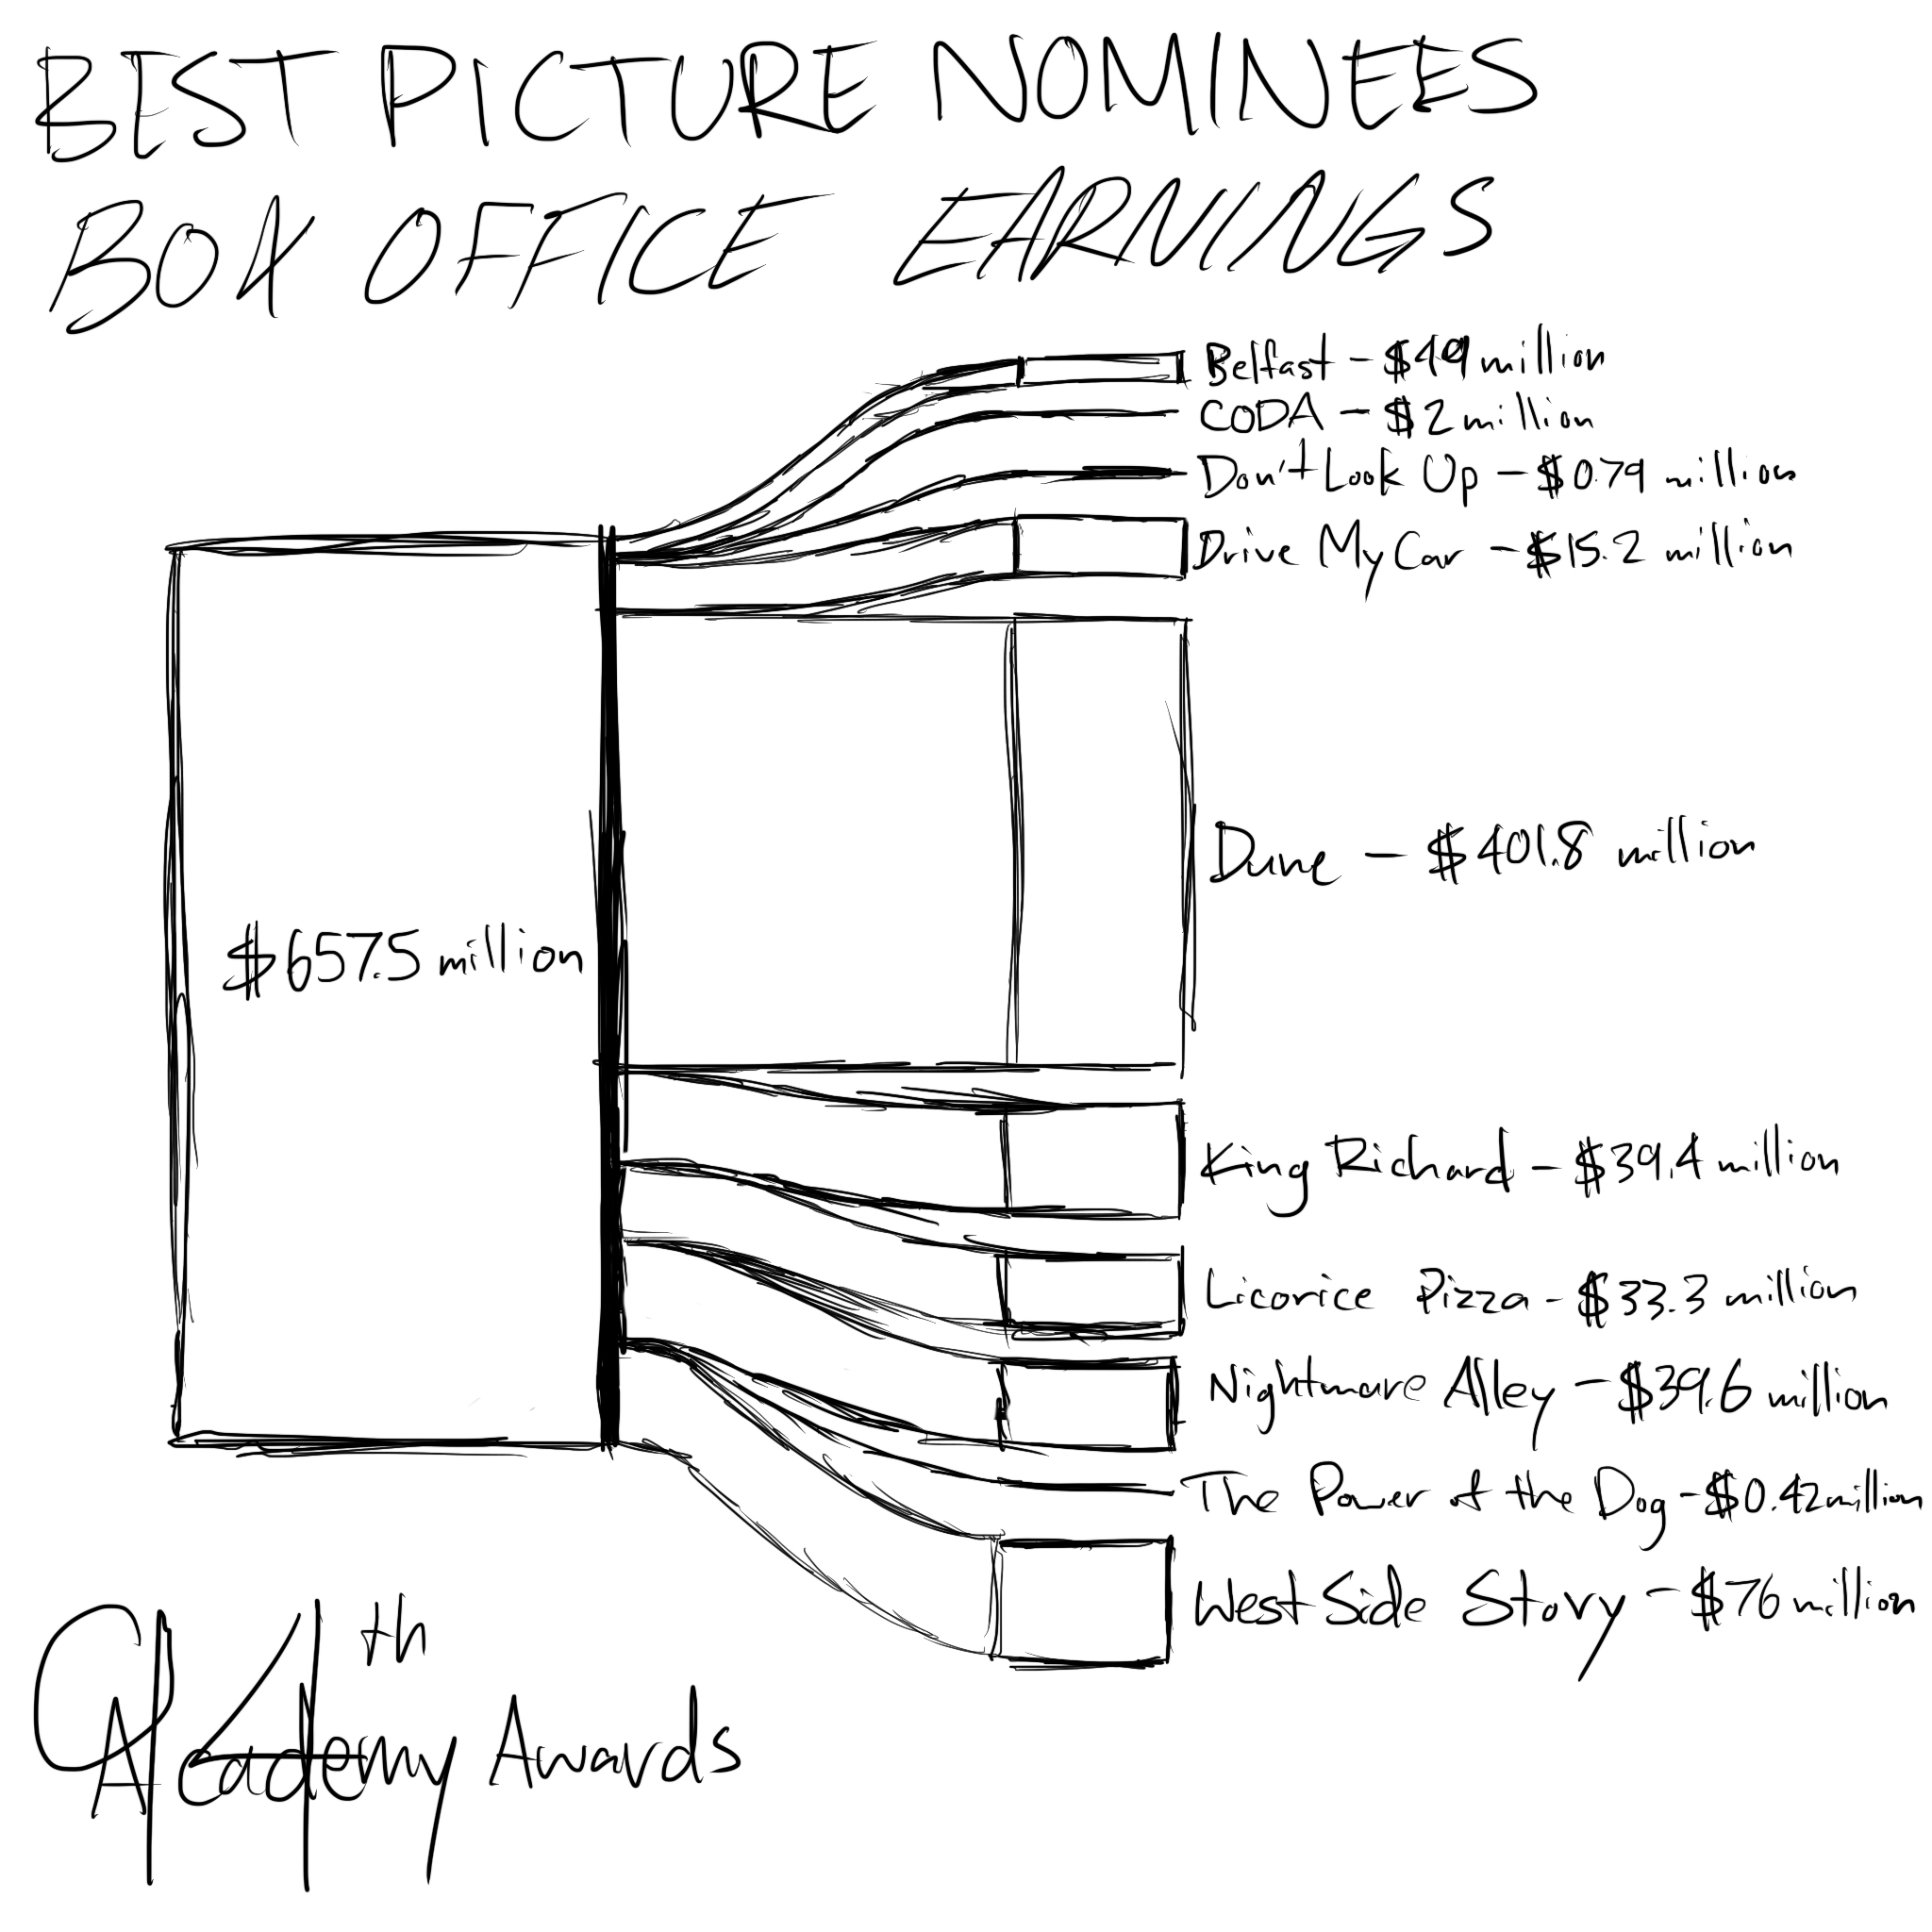 BEST PICTURE NOMINEES
BOX OFFICE EARNINGS
Belfast - $49 million
CODA - $2 million
Don't Look Up - $0.79 million
Drive My Car - $15.2 million
Dune - $401.8 million
$657.5 million
King Richard - $39.4 million
Licorice Pizza - $33.3 million
Nightmare Alley - $39.6 million
The Power of the Dog - $0.42 million
West Side Story - $76 million
94th
Academy Awards